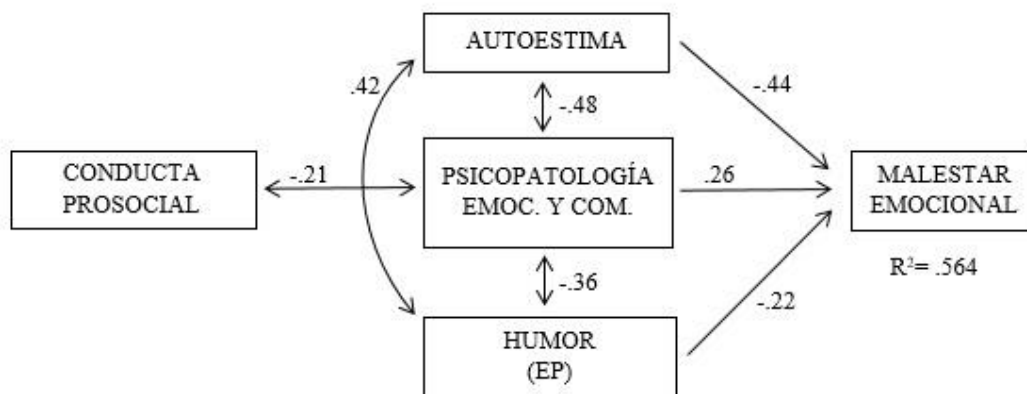 AUTOESTIMA
.42
-.44
-.48
CONDUCTA
PROSOCIAL
-.21
PSICOPATOLOGÍA
EMOC. Y COM.
.26
MALESTAR
EMOCIONAL
R²= .564
-.36
-.22
HUMOR
(EP)